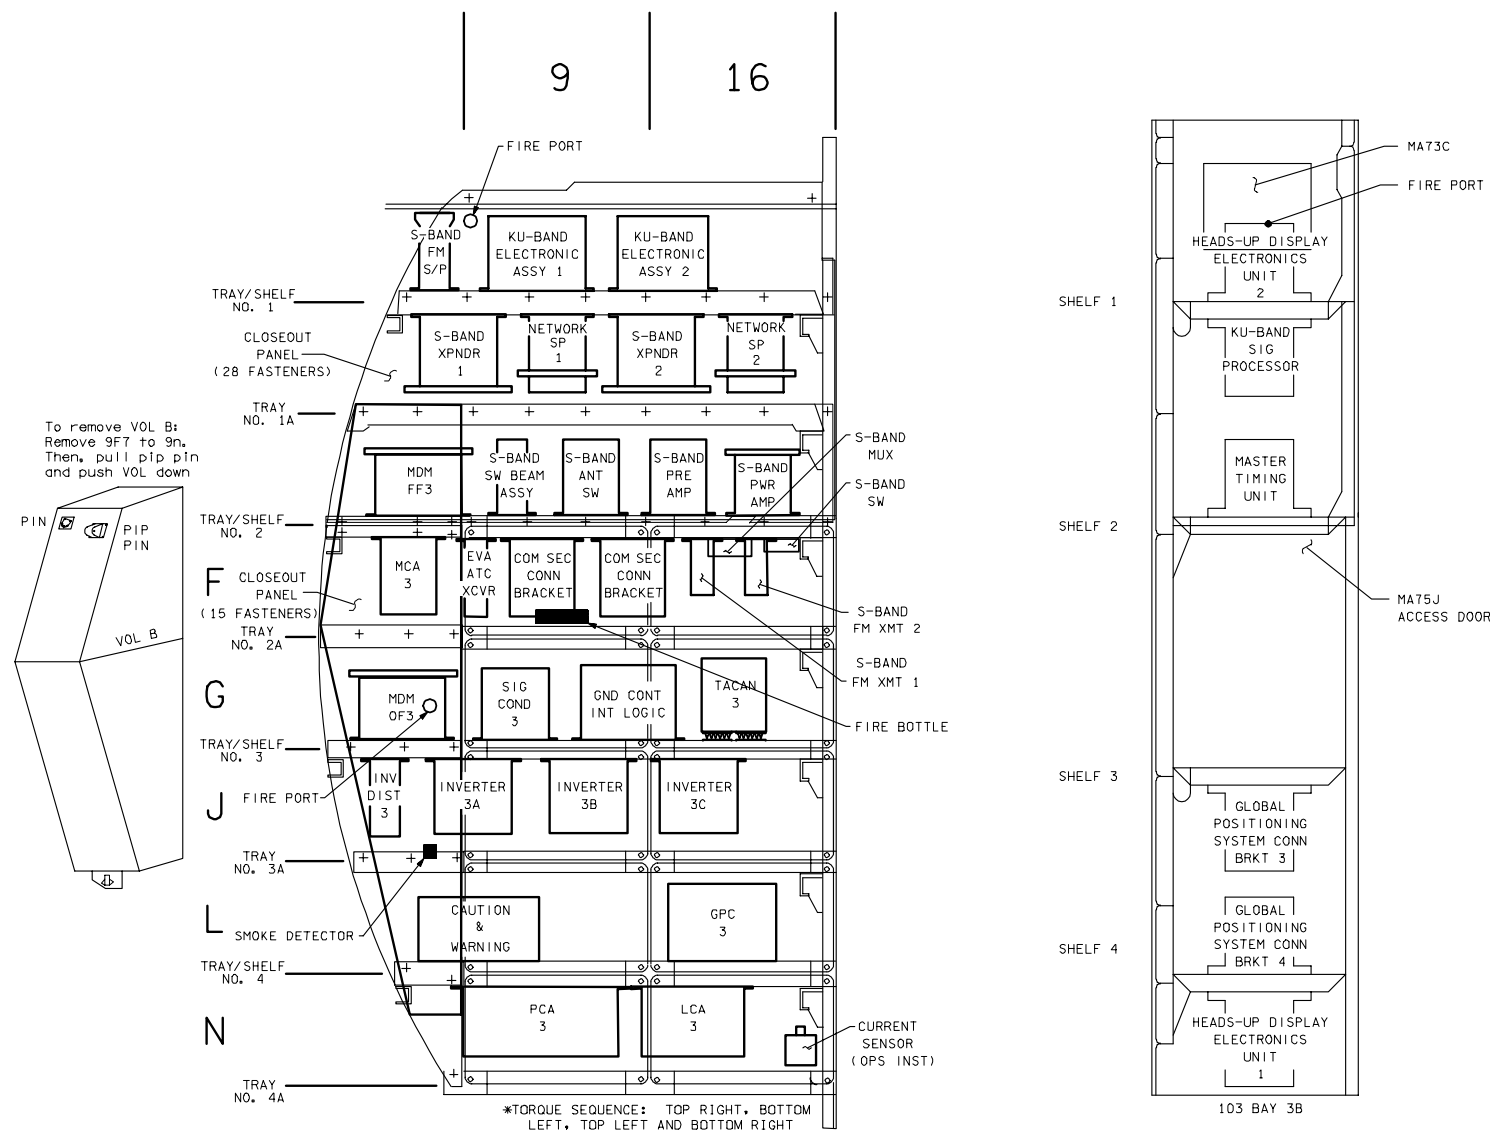 9
16
FIRE PORT
S-BAND
FM
S/P
KU-BAND
ELECTRONIC
ASSY 1
KU-BAND
ELECTRONIC
ASSY 2
TRAY/SHELF
NO. 1
CLOSEOUT
PANEL
(28 FASTENERS)
S-BAND
XPNDR
1
NETWORK
SP
1
S-BAND
XPNDR
2
NETWORK
SP
2
TRAY
NO. 1A
To remove VOL B:
Remove 9F7 to 9n.
Then, pull pip pin
and push VOL down
PIN
PIP
PIN
VOL B
MDM
FF3
S-BAND
SW BEAM
ASSY
S-BAND
ANT
SW
S-BAND
PRE
AMP
S-BAND
PWR
AMP
S-BAND
MUX
S-BAND
SW
TRAY/SHELF
NO. 2
F
CLOSEOUT
PANEL
(15 FASTENERS)
MCA
3
EVA
ATC
XCVR
COM SEC
CONN
BRACKET
COM SEC
CONN
BRACKET
S-BAND
FM XMT 2
TRAY
NO. 2A
S-BAND
FM XMT 1
G
MDM
OF3
SIG
COND
3
GND CONT
INT LOGIC
TACAN
3
FIRE BOTTLE
TRAY/SHELF
NO. 3
J
FIRE PORT
INV
DIST
3
INVERTER
3A
INVERTER
3B
INVERTER
3C
TRAY
NO. 3A
L
SMOKE DETECTOR
CAUTION
&
WARNING
GPC
3
TRAY/SHELF
NO. 4
N
PCA
3
LCA
3
CURRENT
SENSOR
(OPS INST)
TRAY
NO. 4A
*TORQUE SEQUENCE: TOP RIGHT, BOTTOM
LEFT, TOP LEFT AND BOTTOM RIGHT
MA73C
FIRE PORT
HEADS-UP DISPLAY
ELECTRONICS
UNIT
2
SHELF 1
KU-BAND
SIG
PROCESSOR
MASTER
TIMING
UNIT
SHELF 2
MA75J
ACCESS DOOR
SHELF 3
GLOBAL
POSITIONING
SYSTEM CONN
BRKT 3
GLOBAL
POSITIONING
SYSTEM CONN
BRKT 4
SHELF 4
HEADS-UP DISPLAY
ELECTRONICS
UNIT
1
103 BAY 3B